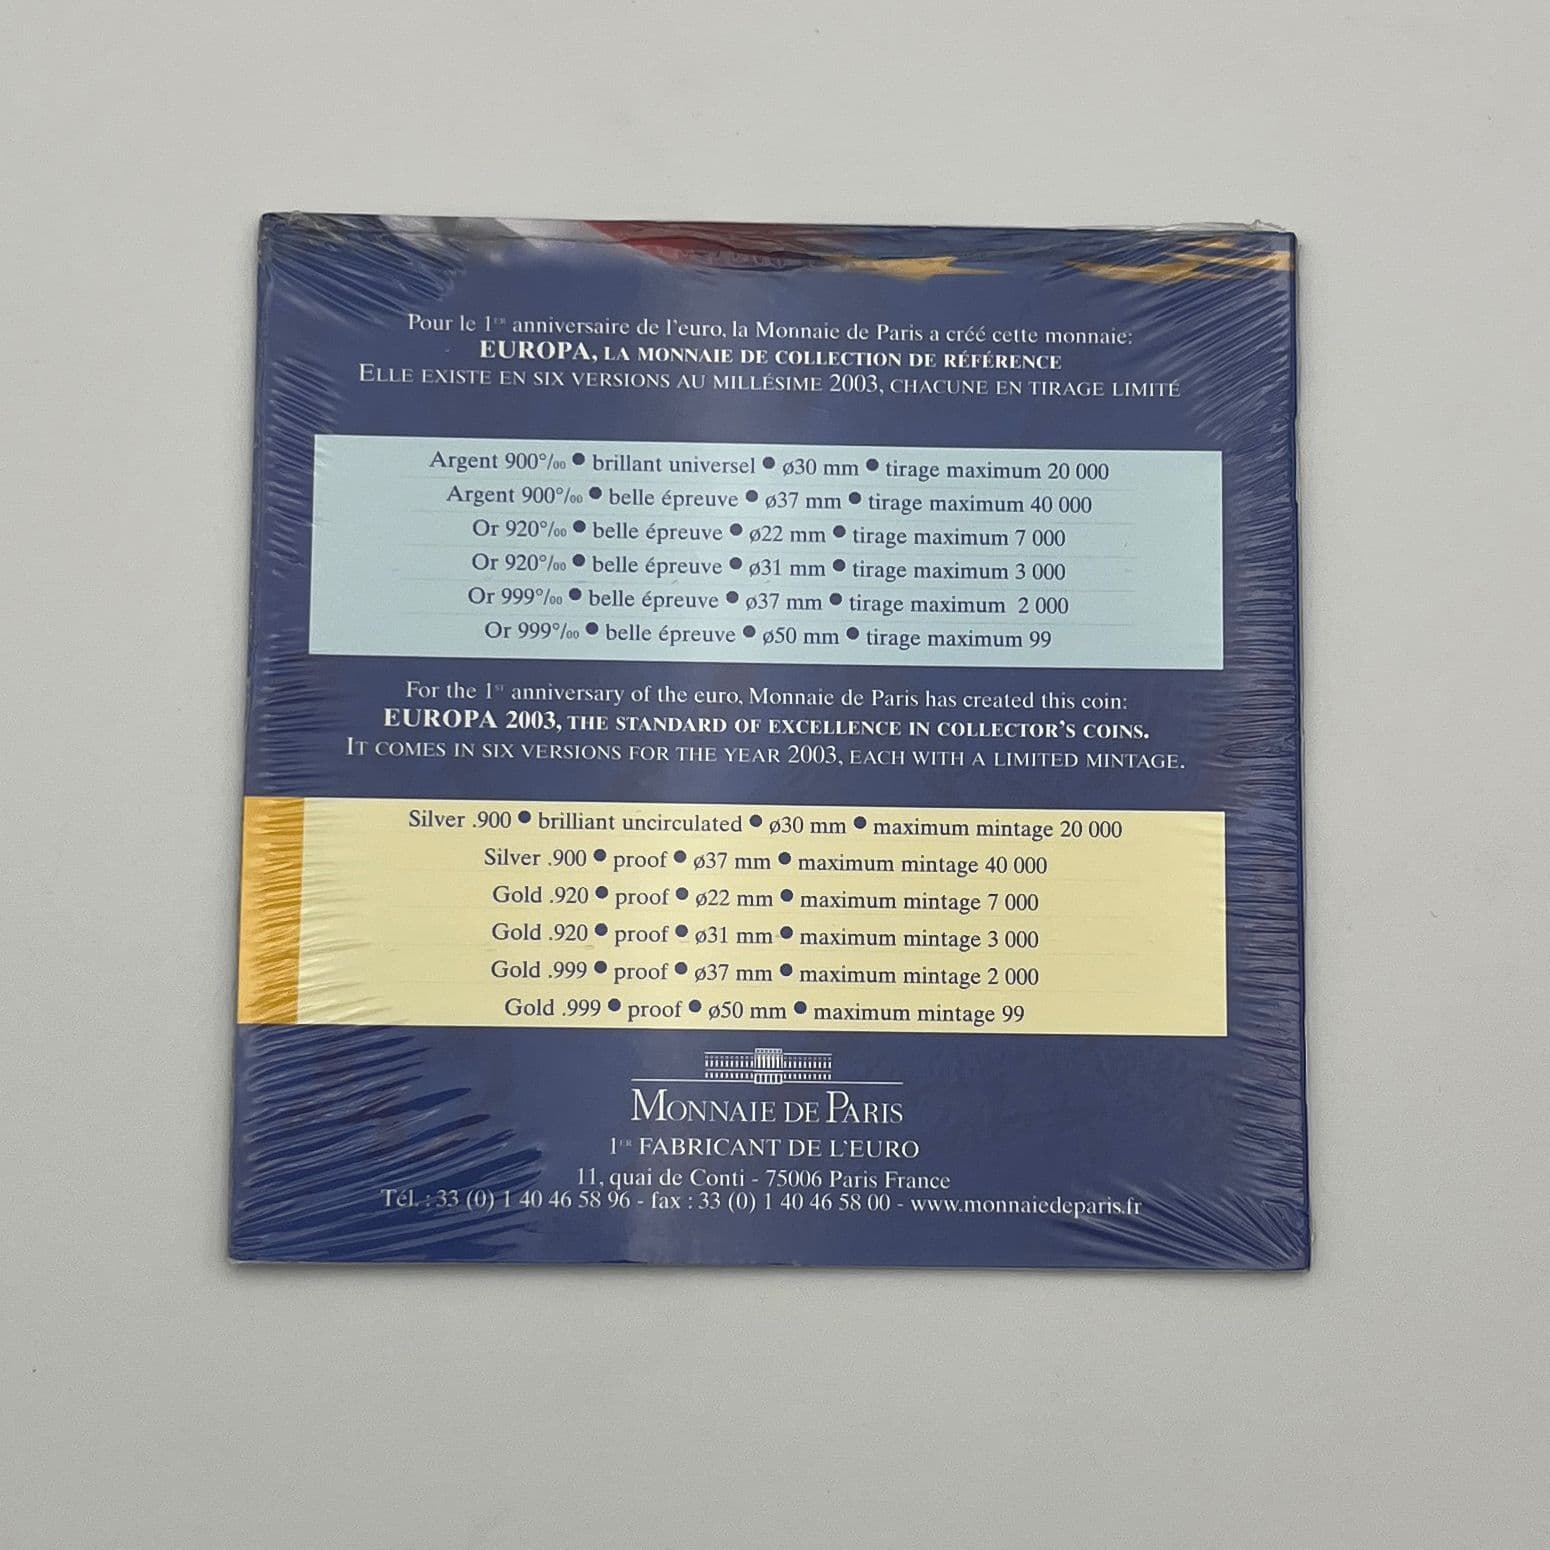 Pour le 1ER anniversaire de l'euro, la Monnaie de Paris a créé cette monnaie:
EUROPA, LA MONNAIE DE COLLECTION DE RÉFÉRENCE
ELLE EXISTE EN SIX VERSIONS AU MILLÉSIME 2003, CHACUNE EN TIRAGE LIMITÉ
Argent 900°/₀₀ ● brillant universel ● ø30 mm ● tirage maximum 20 000
Argent 900°/₀₀ ● belle épreuve ● ø37 mm ● tirage maximum 40 000
Or 920°/₀₀ ● belle épreuve ● ø22 mm ● tirage maximum 7 000
Or 920°/₀₀ ● belle épreuve ● ø31 mm ● tirage maximum 3 000
Or 999°/₀₀ ● belle épreuve ● ø37 mm ● tirage maximum 2 000
Or 999°/₀₀ ● belle épreuve ● ø50 mm ● tirage maximum 99
For the 1ST anniversary of the euro, Monnaie de Paris has created this coin:
EUROPA 2003, THE STANDARD OF EXCELLENCE IN COLLECTOR'S COINS.
IT COMES IN SIX VERSIONS FOR THE YEAR 2003, EACH WITH A LIMITED MINTAGE.
Silver .900 ● brilliant uncirculated ● ø30 mm ● maximum mintage 20 000
Silver .900 ● proof ● ø37 mm ● maximum mintage 40 000
Gold .920 ● proof ● ø22 mm ● maximum mintage 7 000
Gold .920 ● proof ● ø31 mm ● maximum mintage 3 000
Gold .999 ● proof ● ø37 mm ● maximum mintage 2 000
Gold .999 ● proof ● ø50 mm ● maximum mintage 99
MONNAIE DE PARIS
1ER FABRICANT DE L'EURO
11, quai de Conti - 75006 Paris France
Tél. : 33 (0) 1 40 46 58 96 - fax : 33 (0) 1 40 46 58 00 - www.monnaiedeparis.fr